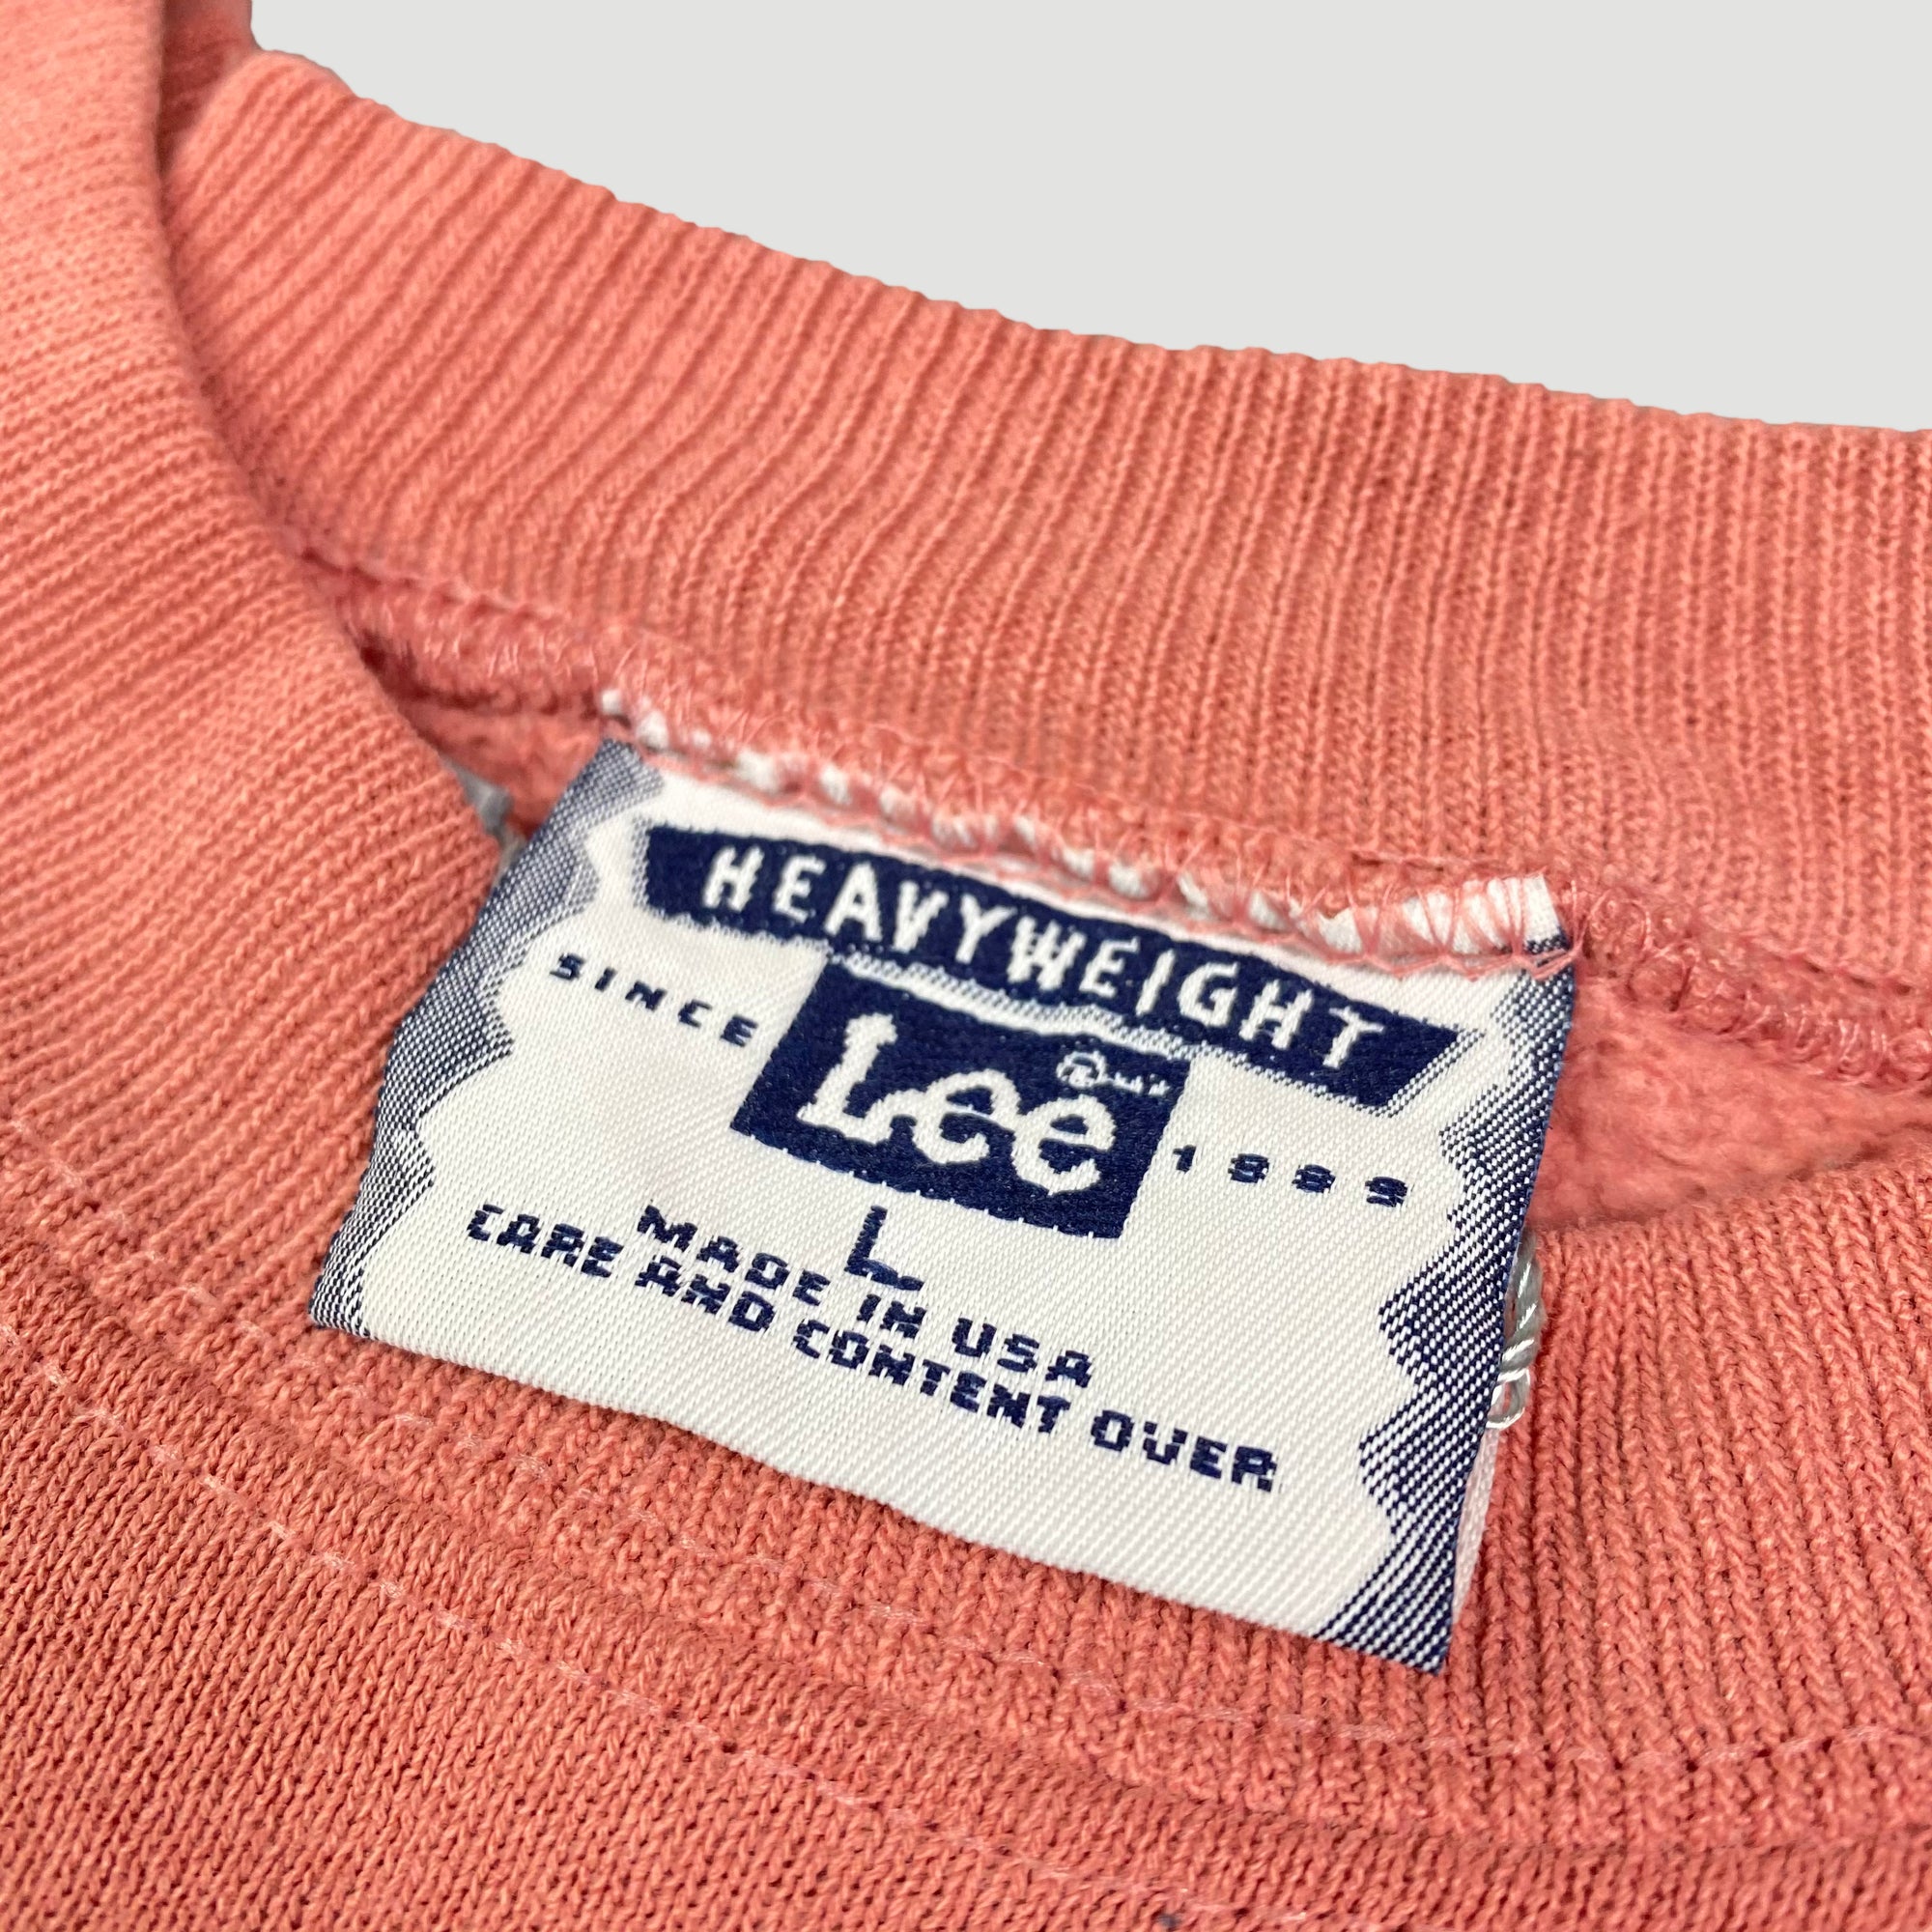 HEAVYWEIGHT
SINCE Lee® 1889
L
MADE IN USA
CARE AND CONTENT OVER